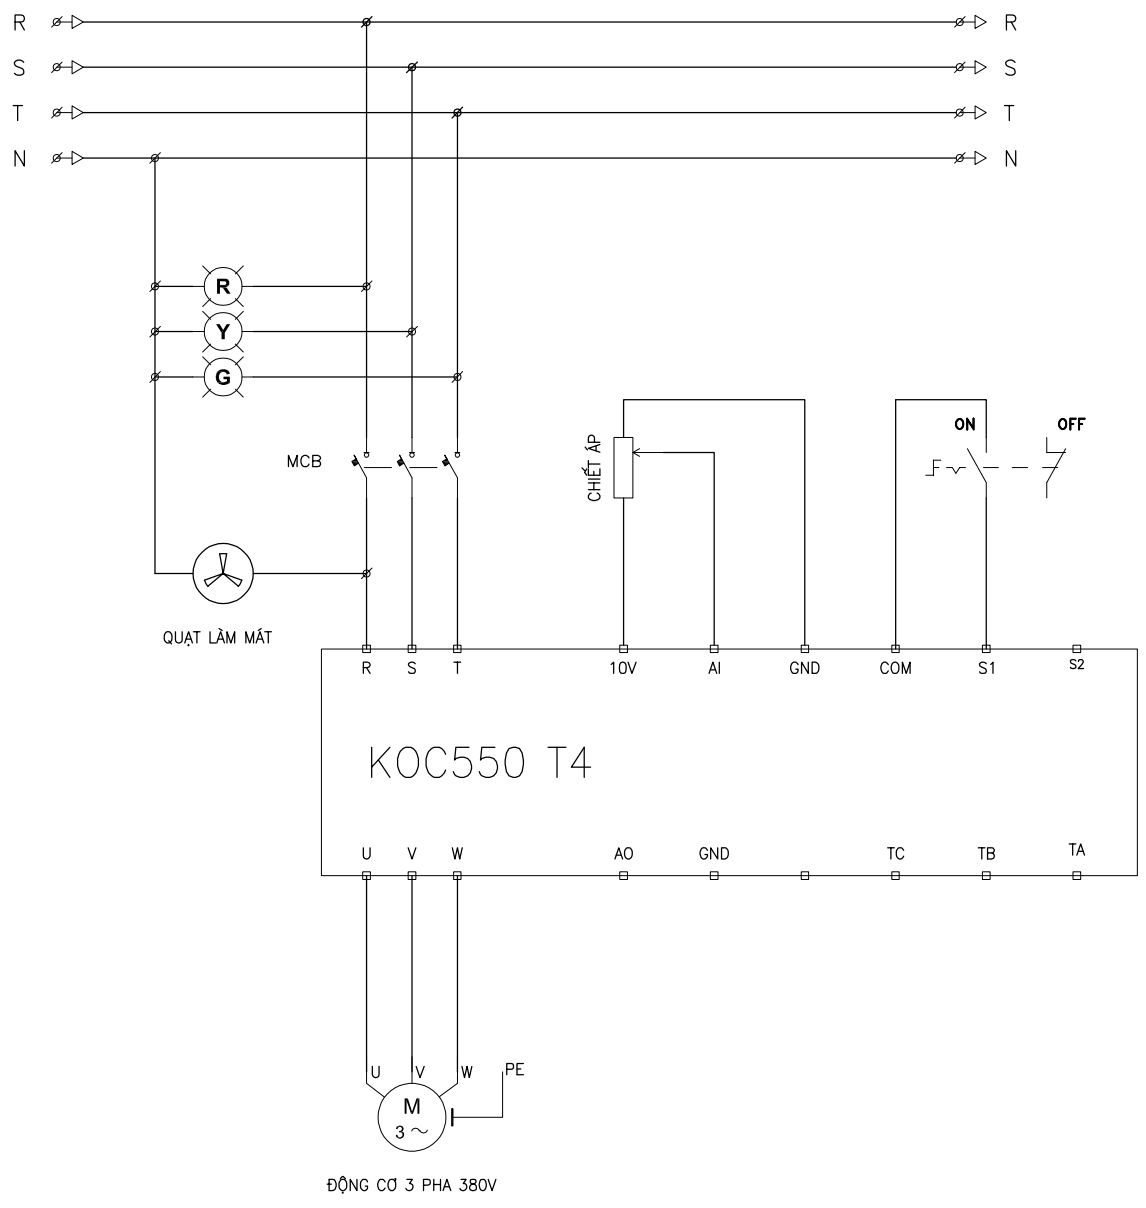 R R
S S
T T
N N
R
Y
G
ON OFF
MCB
CHIẾT ÁP
QUẠT LÀM MÁT
R S T 10V AI GND COM S1 S2
KOC550 T4
U V W AO GND TC TB TA
U V W PE
M
3 ~
ĐỘNG CƠ 3 PHA 380V